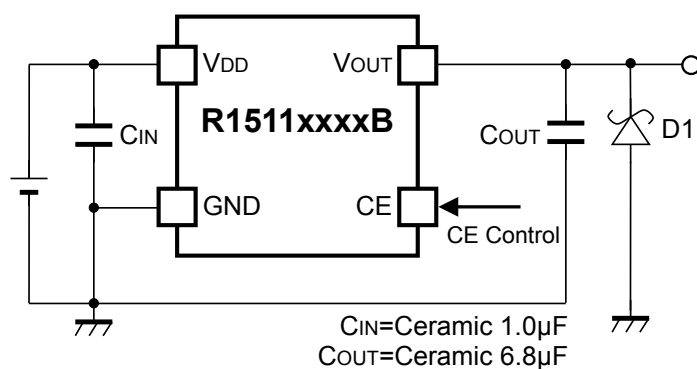 VDD
VOUT
R1511xxxxB
CIN
COUT
D1
GND
CE
CE Control
CIN=Ceramic 1.0μF
COUT=Ceramic 6.8μF